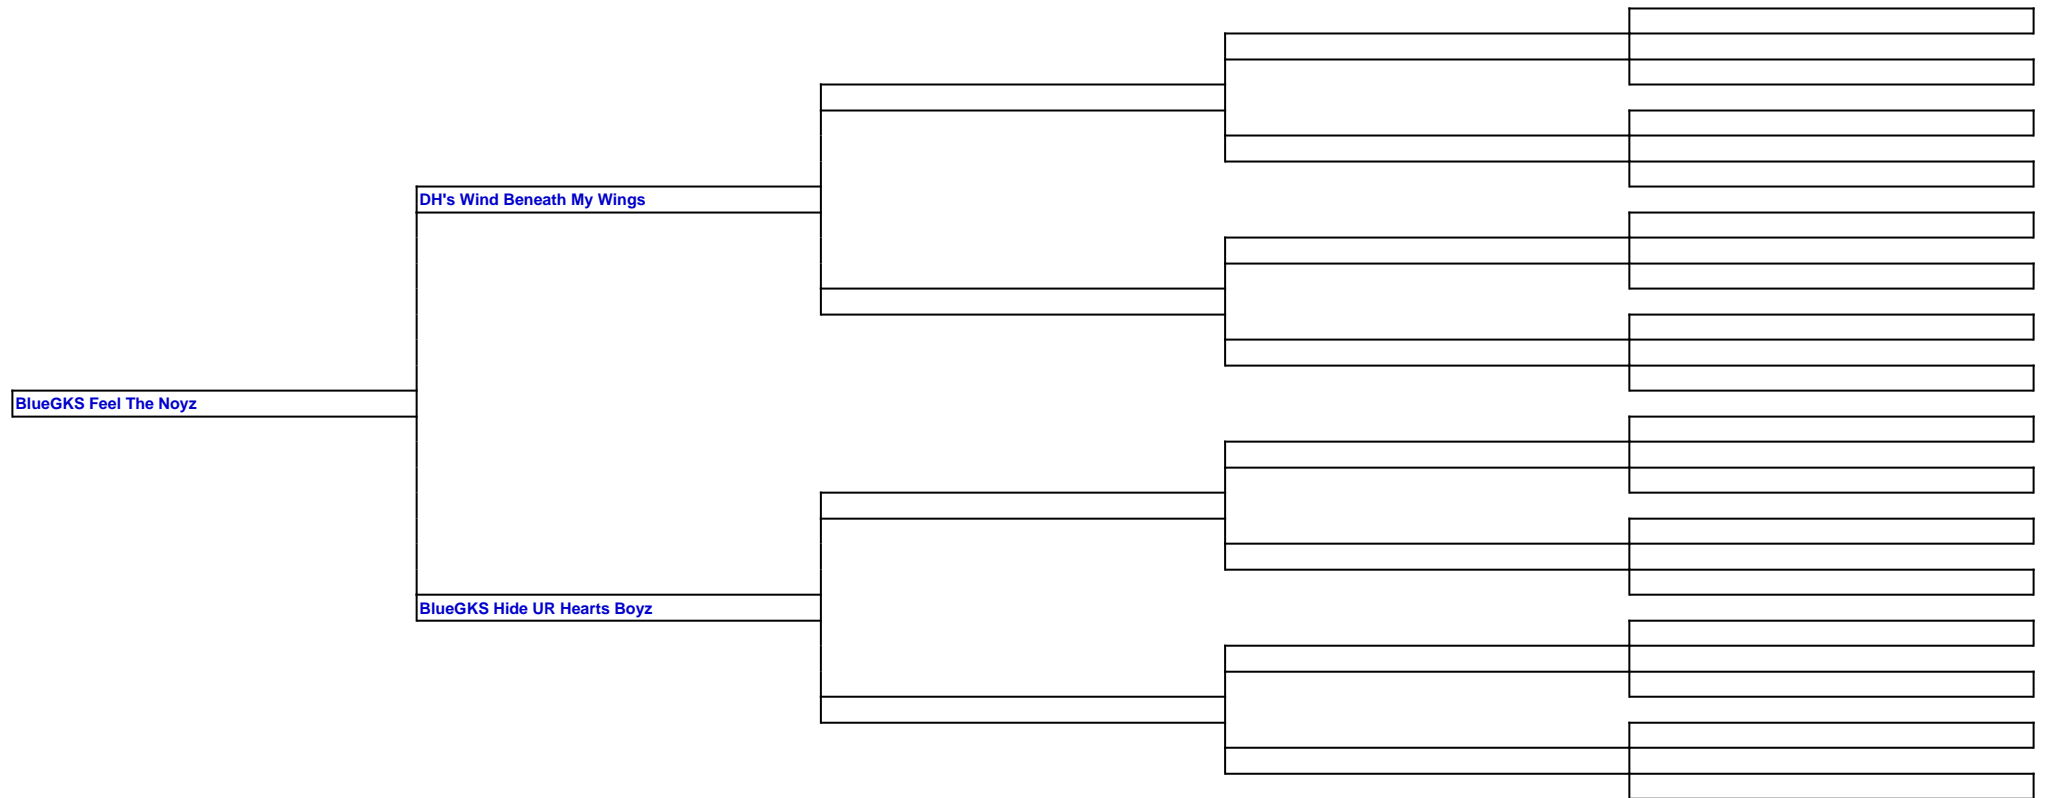 DH's Wind Beneath My Wings
BlueGKS Feel The Noyz
BlueGKS Hide UR Hearts Boyz